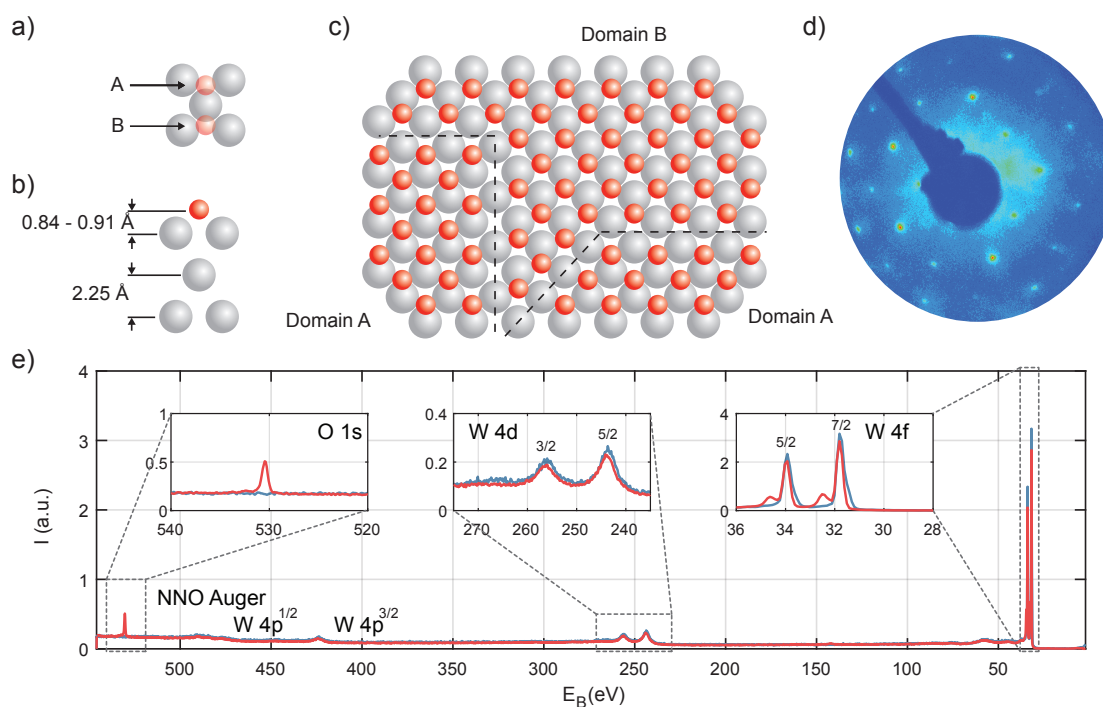 a)
A
B
b)
0.84 - 0.91 Å
2.25 Å
c)
Domain B
Domain A
Domain A
d)
e)
I (a.u.)
4
3
2
1
0
O 1s
1
0.5
0
540
530
520
W 4d
3/2
5/2
0.4
0.2
0
270
260
250
240
W 4f
5/2
7/2
4
2
0
36
34
32
30
28
NNO Auger
W 4p1/2
W 4p3/2
500
450
400
350
300
250
200
150
100
50
EB(eV)